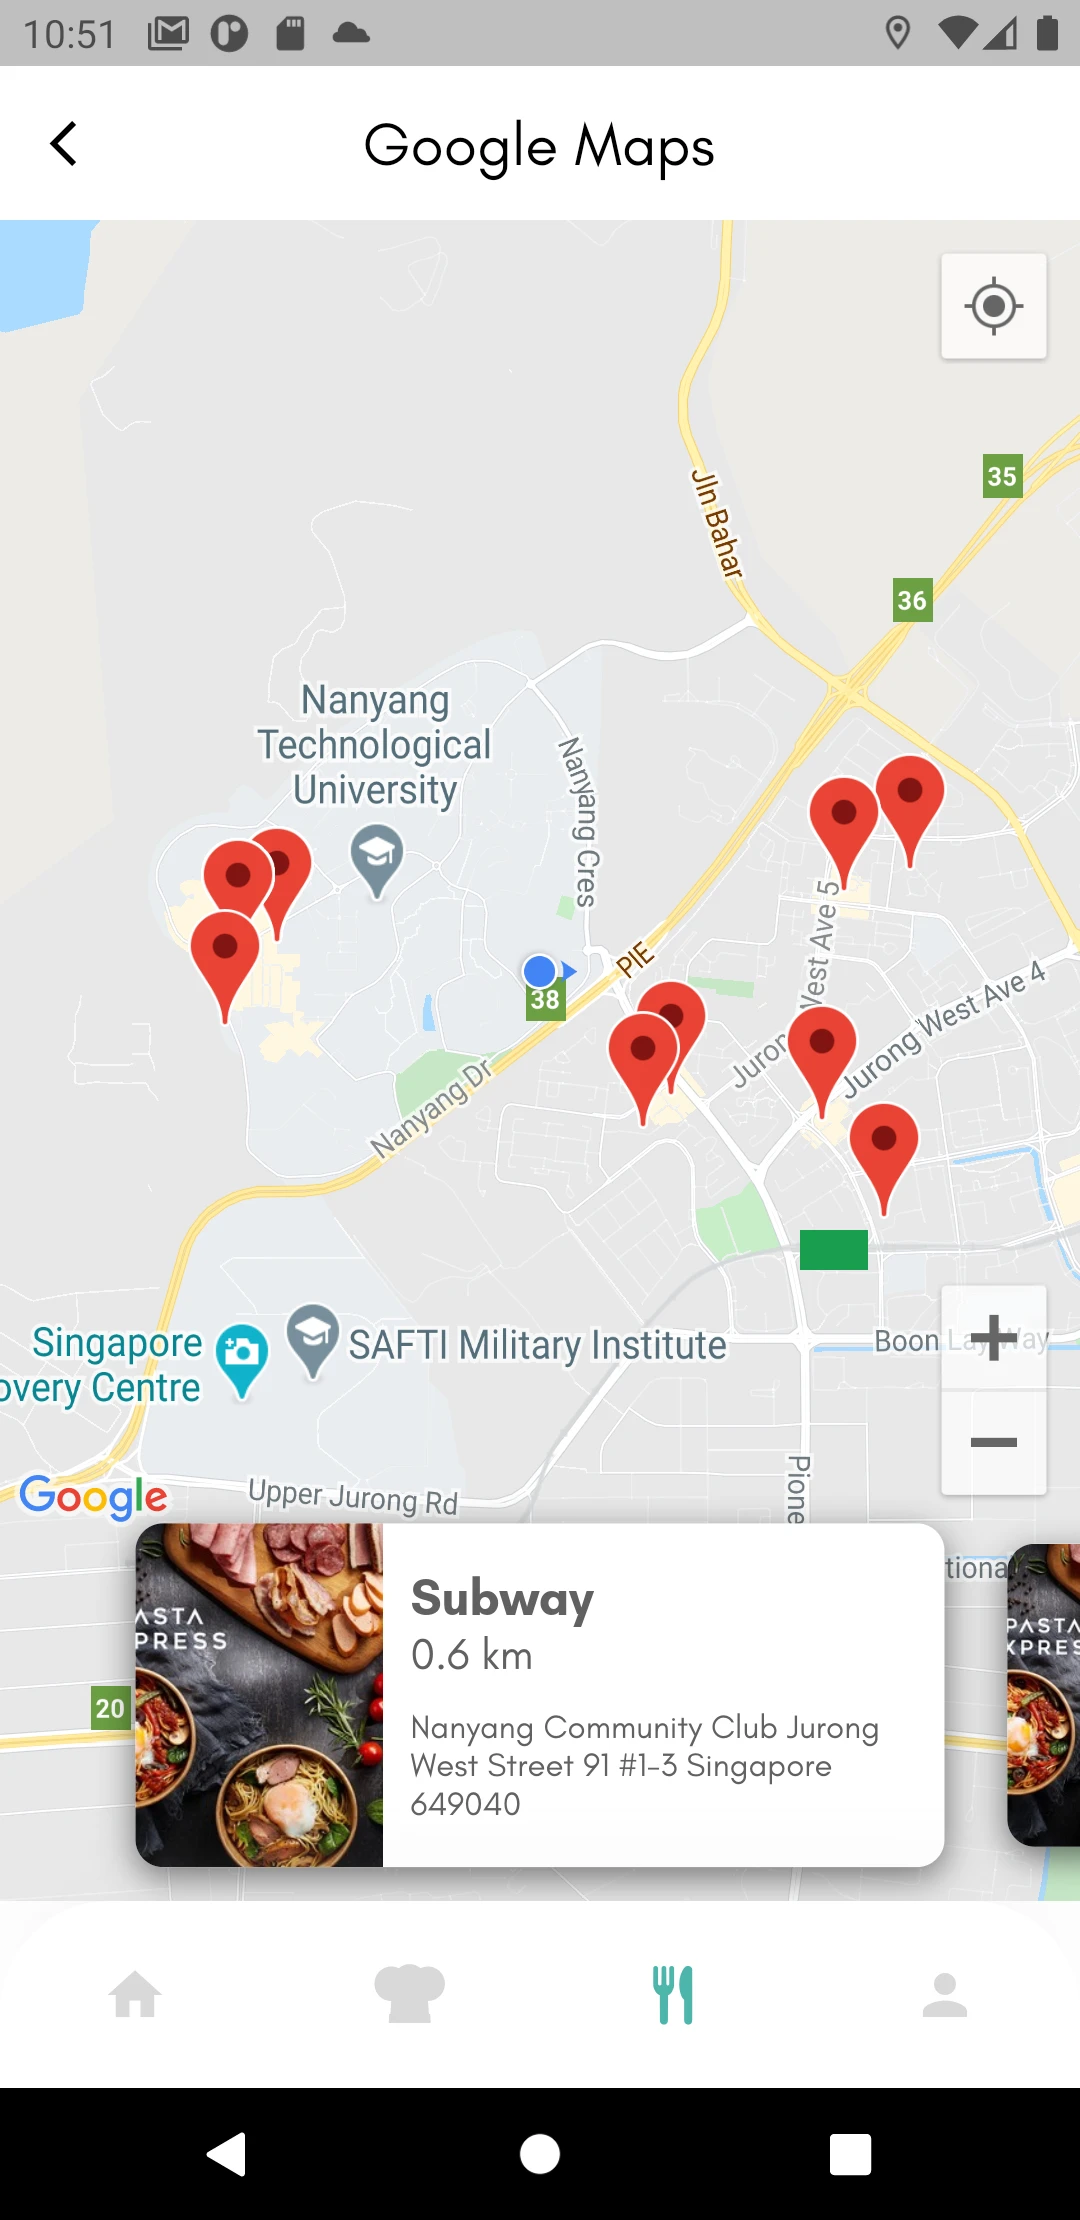 10:51
Google Maps
35
Jln Bahar
36
Nanyang
Technological
University
Nanyang Cres
West Ave 5
PIE
38
Jurong West Ave 4
Nanyang Dr
Singapore
overy Centre
SAFTI Military Institute
Boon Lay Way
Google
Upper Jurong Rd
Pione
tiona
ASTA
PRESS
Subway
0.6 km
Nanyang Community Club Jurong
West Street 91 #1-3 Singapore
649040
PASTA
XPRES
20